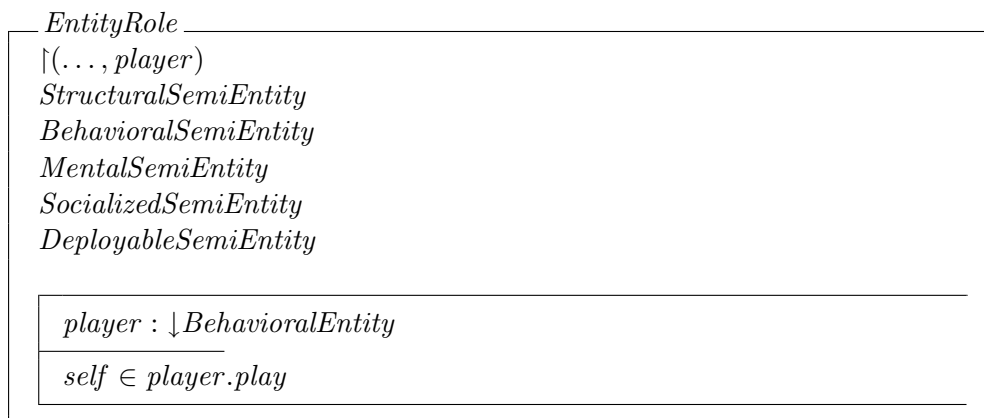 EntityRole
↾(..., player)
StructuralSemiEntity
BehavioralSemiEntity
MentalSemiEntity
SocializedSemiEntity
DeployableSemiEntity
player : ↓BehavioralEntity
self ∈ player.play